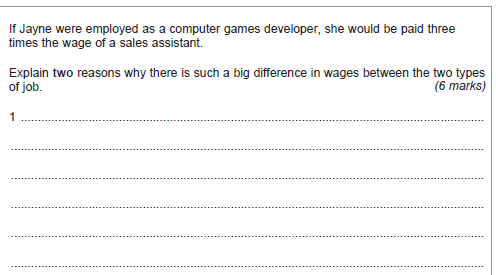 If Jayne were employed as a computer games developer, she would be paid three
times the wage of a sales assistant.
Explain two reasons why there is such a big difference in wages between the two types
of job. (6 marks)
1 ....................................................................................................
....................................................................................................
....................................................................................................
....................................................................................................
....................................................................................................
....................................................................................................